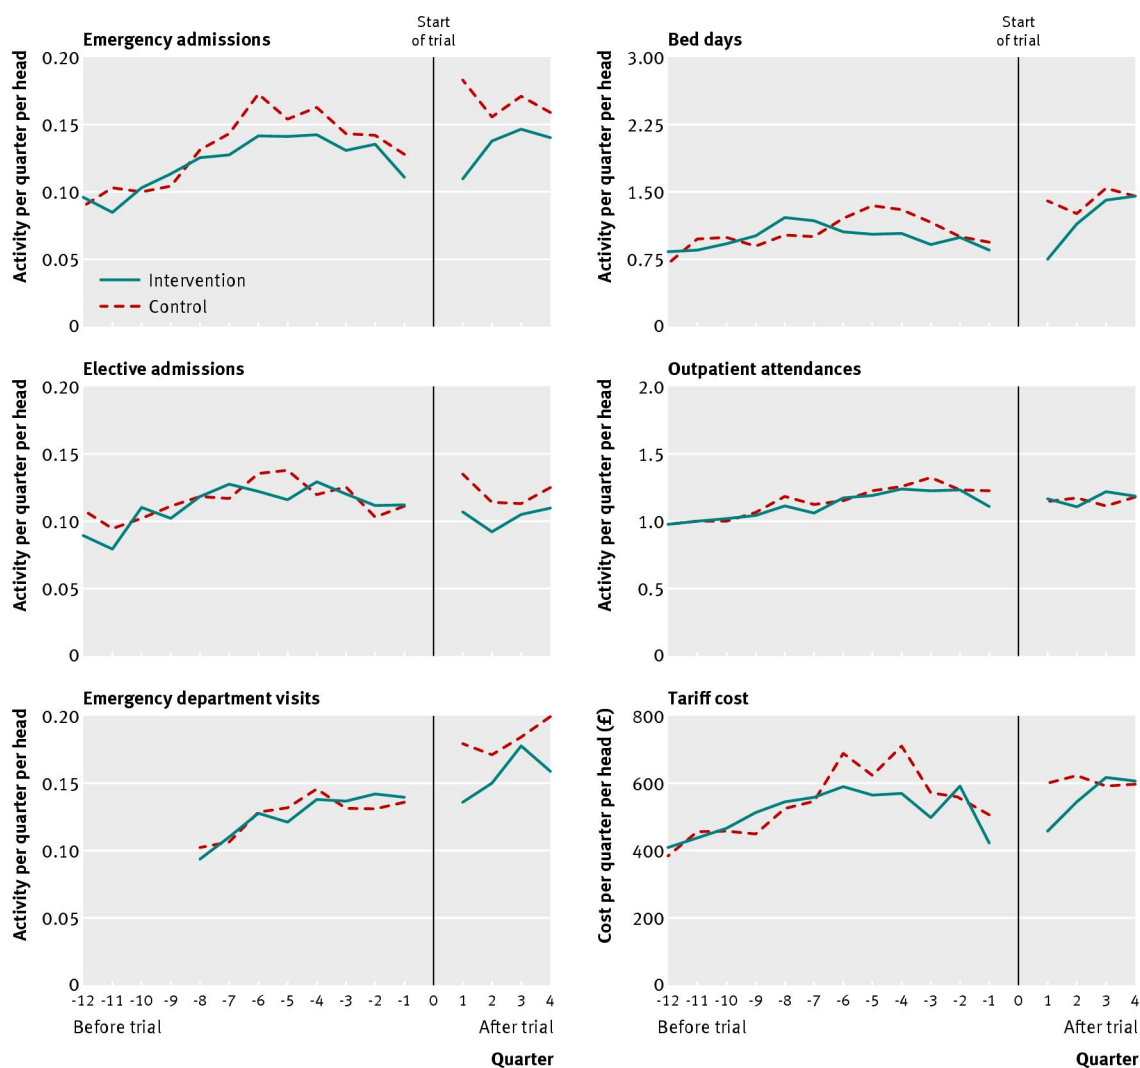 Start
of trial
Emergency admissions
Activity per quarter per head
0.20
0.15
0.10
0.05
0
Intervention
Control
Start
of trial
Bed days
Activity per quarter per head
3.00
2.25
1.50
0.75
0
Elective admissions
Activity per quarter per head
0.20
0.15
0.10
0.05
0
Outpatient attendances
Activity per quarter per head
2.0
1.5
1.0
0.5
0
Emergency department visits
Activity per quarter per head
0.20
0.15
0.10
0.05
0
-12 -11 -10 -9 -8 -7 -6 -5 -4 -3 -2 -1 0 1 2 3 4
Before trial After trial
Quarter
Tariff cost
Cost per quarter per head (£)
800
600
400
200
0
-12 -11 -10 -9 -8 -7 -6 -5 -4 -3 -2 -1 0 1 2 3 4
Before trial After trial
Quarter